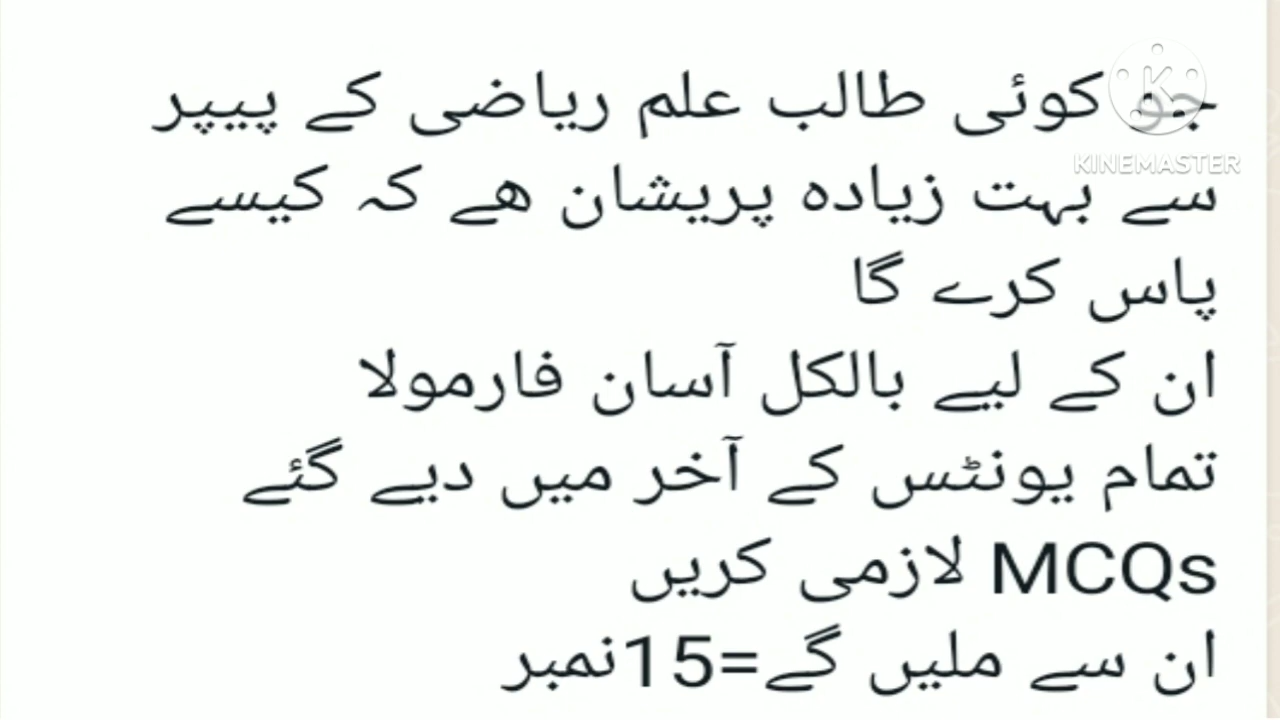 جو کوئی طالب علم ریاضی کے پیپر
سے بہت زیادہ پریشان ھے کہ کیسے
پاس کرے گا
ان کے لیے بالکل آسان فارمولا
تمام یونٹس کے آخر میں دیے گئے
MCQs لازمی کریں
ان سے ملیں گے=15نمبر
K
KINEMASTER